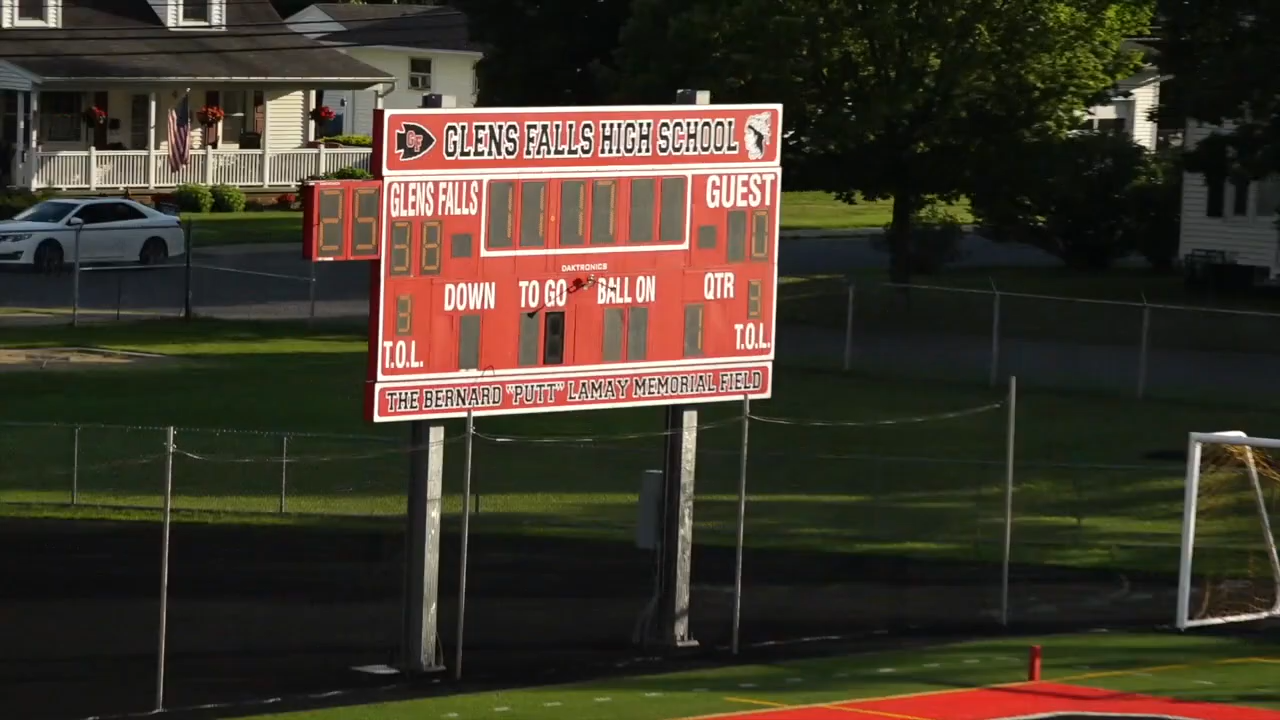 GF GLENS FALLS HIGH SCHOOL
GLENS FALLS GUEST
DAKTRONICS
DOWN TO GO BALL ON QTR
T.O.L. T.O.L.
THE BERNARD "PUTT" LAMAY MEMORIAL FIELD